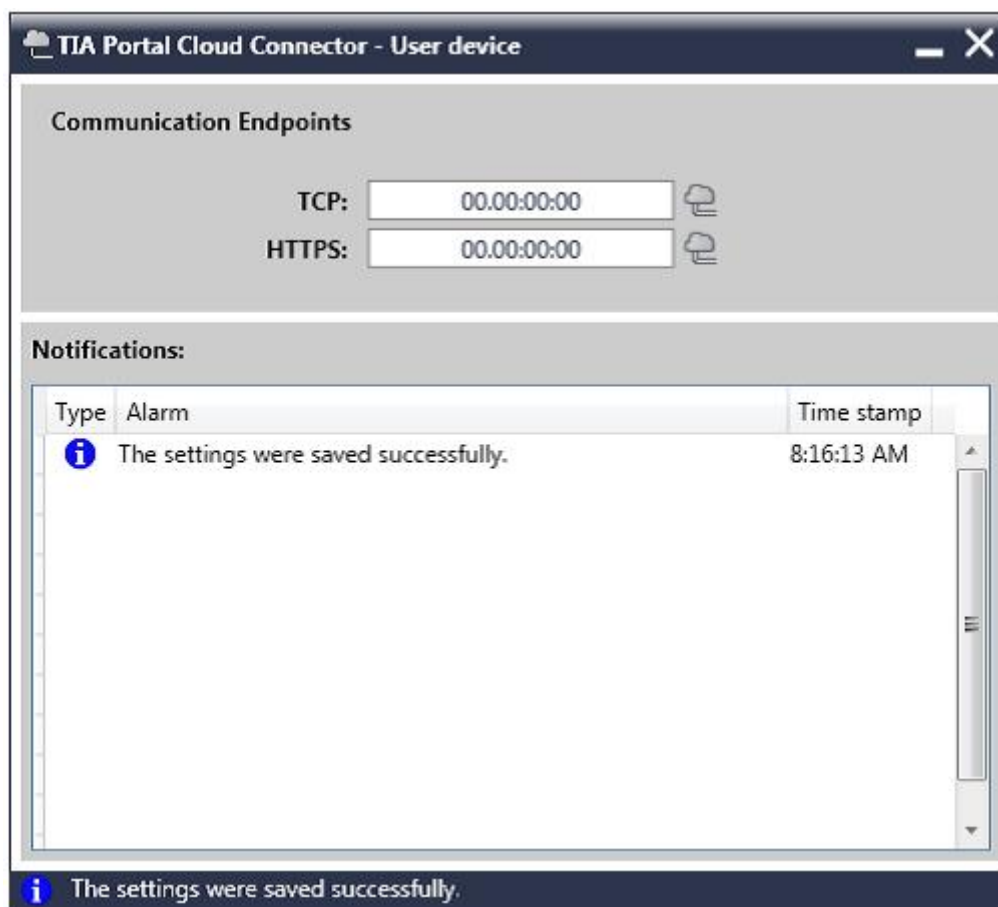 TIA Portal Cloud Connector - User device
Communication Endpoints
TCP: 00.00:00:00
HTTPS: 00.00:00:00
Notifications:
Type Alarm Time stamp
The settings were saved successfully. 8:16:13 AM
The settings were saved successfully.